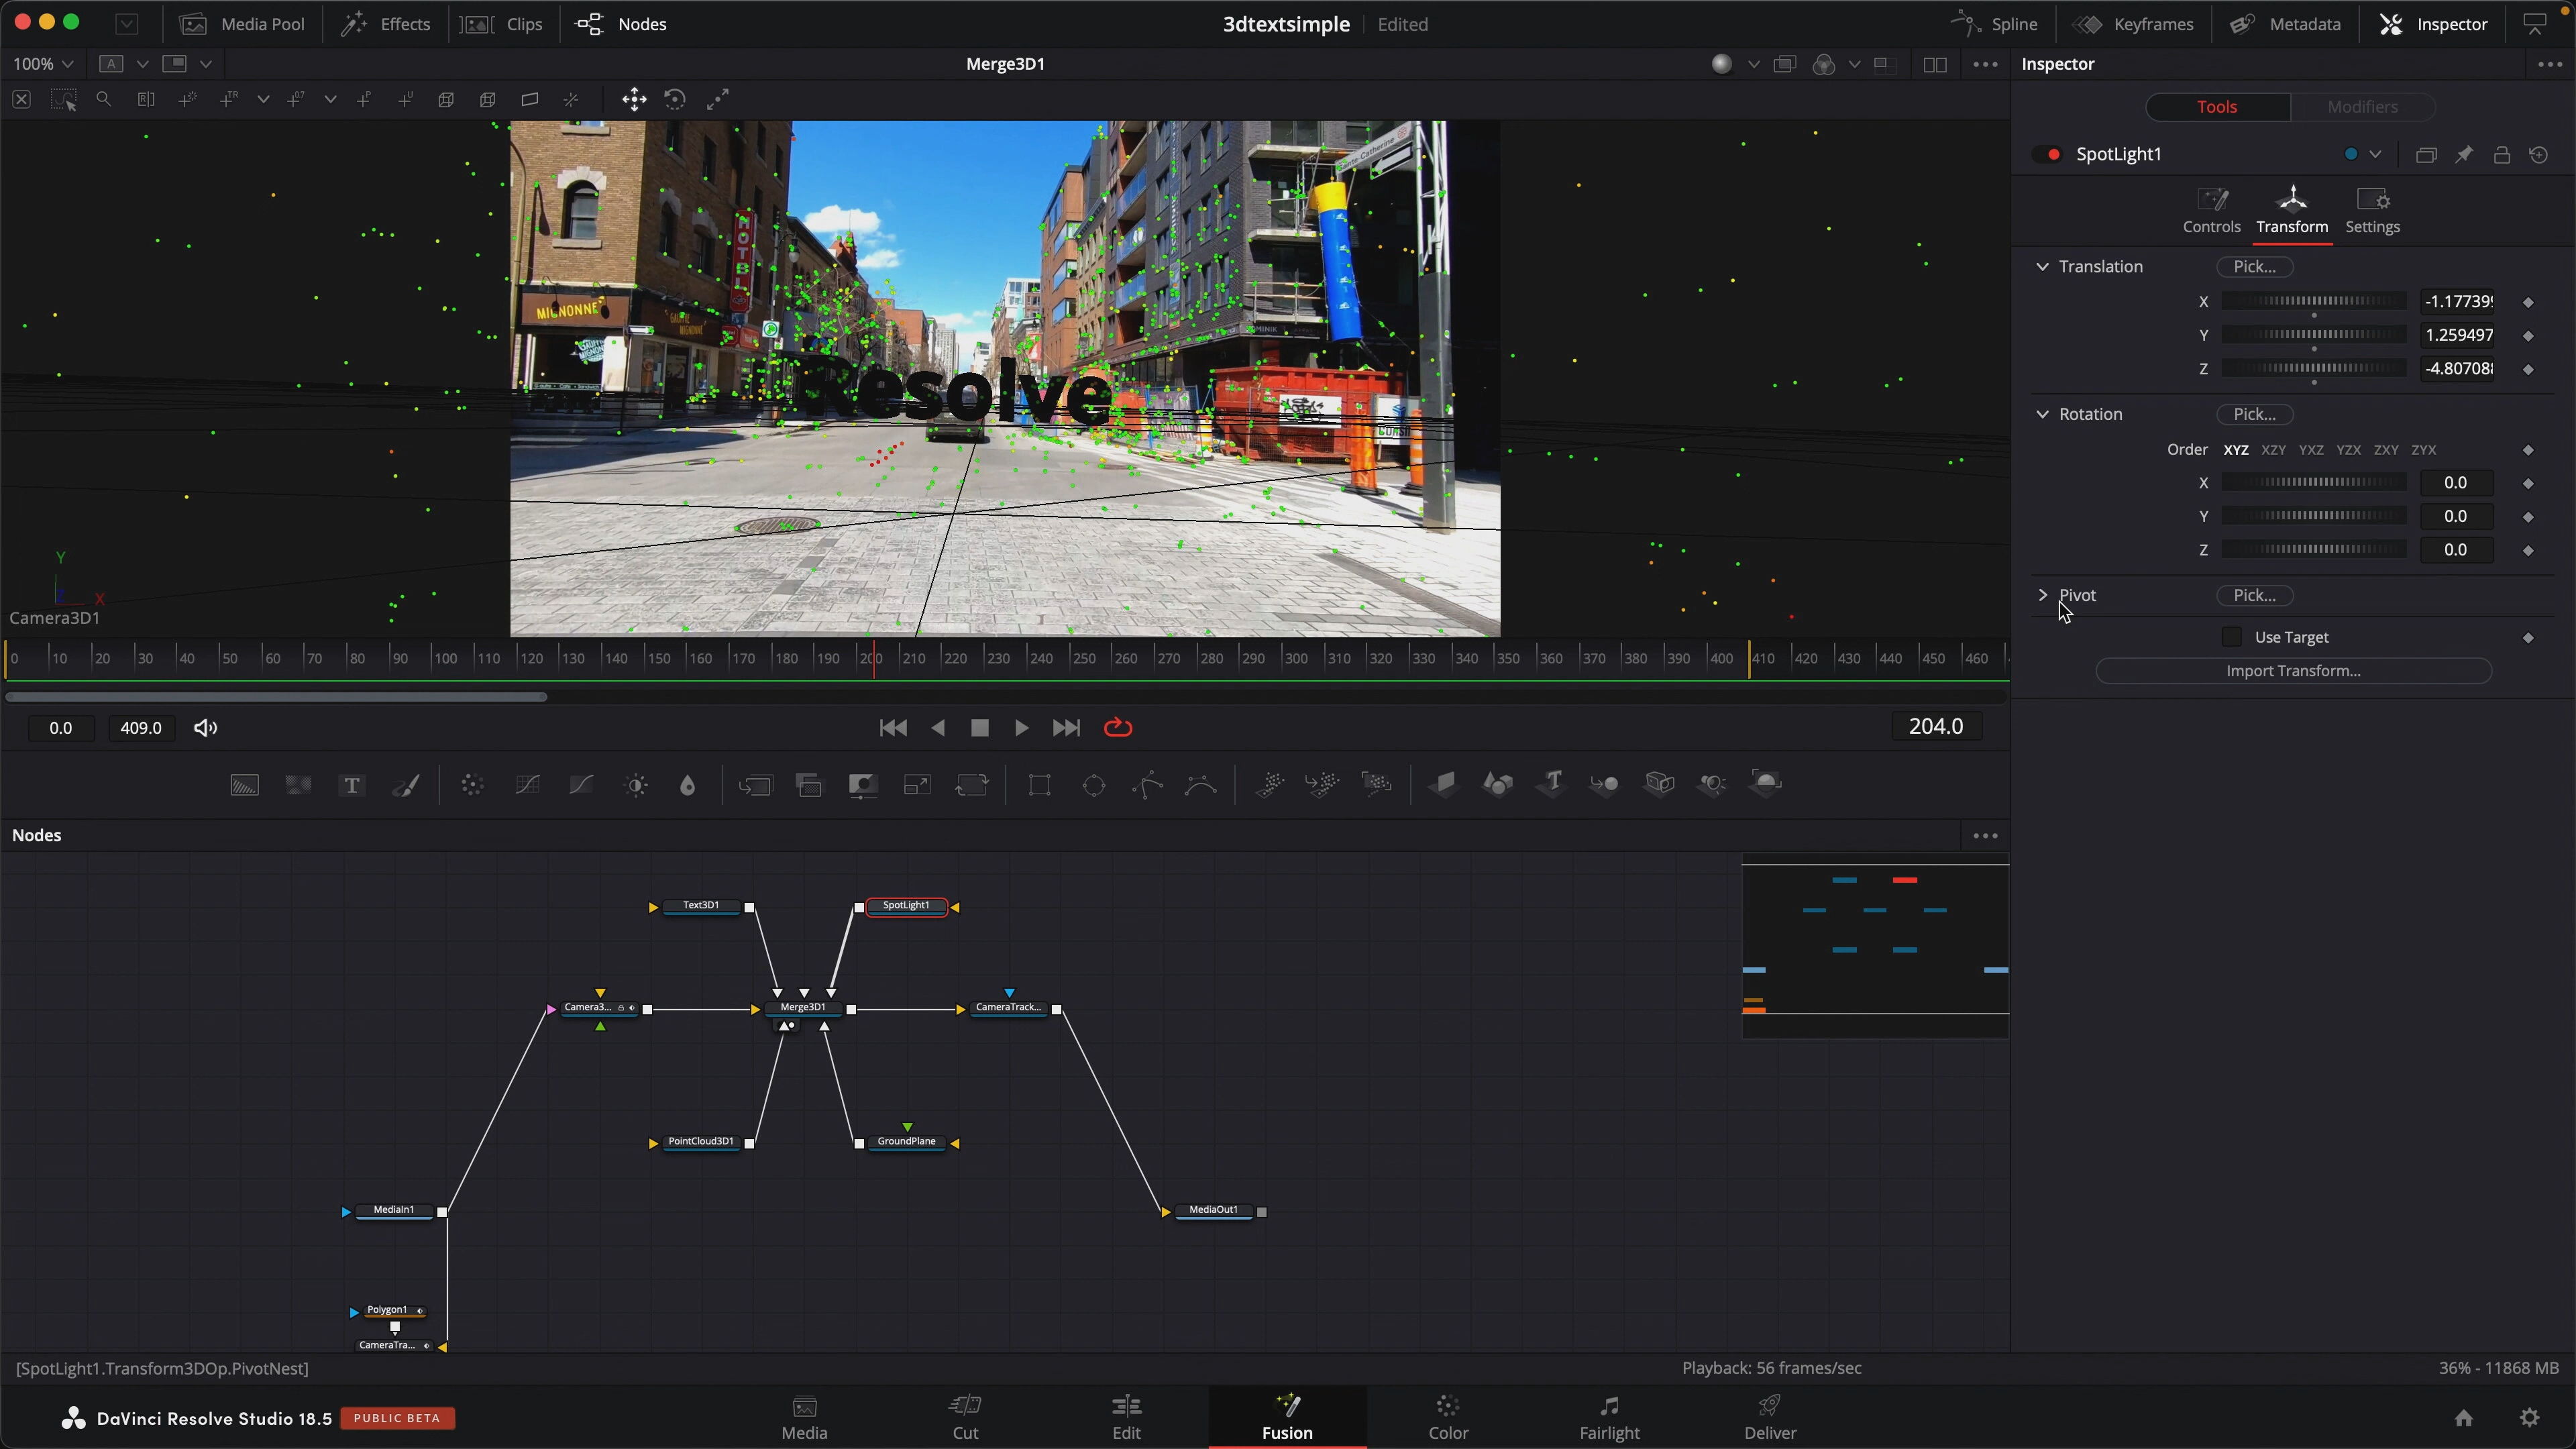 Media Pool
Effects
Clips
Nodes
3dtextsimple
Edited
Spline
Keyframes
Metadata
Inspector
100%
A
Merge3D1
Inspector
Tools
Modifiers
SpotLight1
Controls
Transform
Settings
Translation
Pick...
X
-1.17739
Y
1.259497
Z
-4.80708
Rotation
Pick...
Order XYZ XZY YXZ YZX ZXY ZYX
X
0.0
Y
0.0
Z
0.0
Pivot
Pick...
Use Target
Import Transform...
MIGNONNE
HOTEL
Sainte-Catherine
Resolve
Y
Z
X
Camera3D1
0 10 20 30 40 50 60 70 80 90 100 110 120 130 140 150 160 170 180 190 200 210 220 230 240 250 260 270 280 290 300 310 320 330 340 350 360 370 380 390 400 410 420 430 440 450 460
0.0
409.0
204.0
Nodes
Text3D1
SpotLight1
Camera3...
Merge3D1
CameraTrack...
PointCloud3D1
GroundPlane
MediaIn1
MediaOut1
Polygon1
CameraTra...
[SpotLight1.Transform3DOp.PivotNest]
Playback: 56 frames/sec
36% - 11868 MB
DaVinci Resolve Studio 18.5
PUBLIC BETA
Media
Cut
Edit
Fusion
Color
Fairlight
Deliver